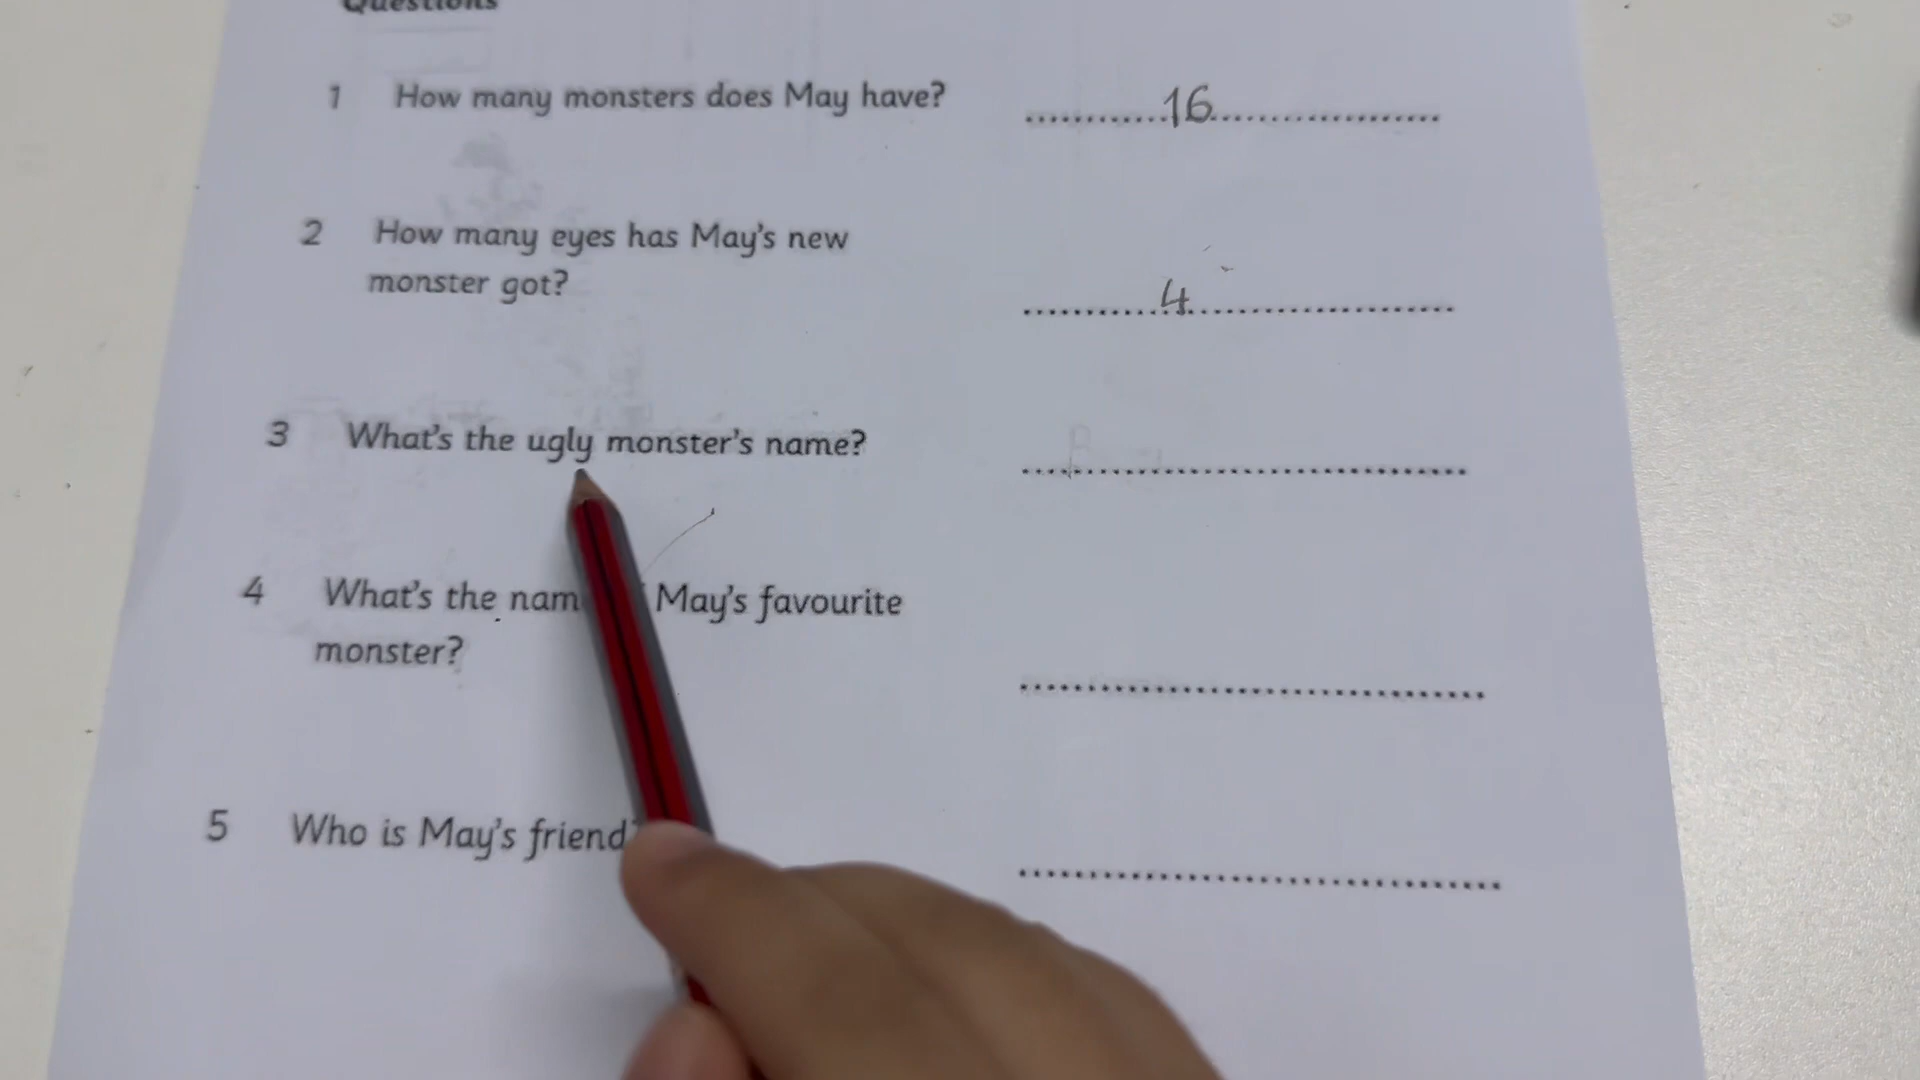 Questions
1 How many monsters does May have? 16
2 How many eyes has May's new
monster got? 4
3 What's the ugly monster's name?
4 What's the May's favourite
monster?
5 Who is May's friend